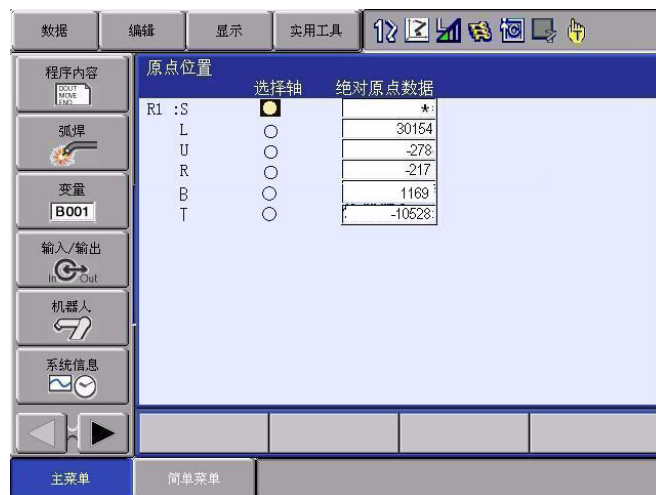 数据 编辑 显示 实用工具
程序内容
DOUT
MOVE
END
弧焊
变量
B001
输入/输出
In Out
机器人
系统信息
原点位置
选择轴 绝对原点数据
R1 :S *
L 30154
U -278
R -217
B 1169
T -10528
主菜单 简单菜单